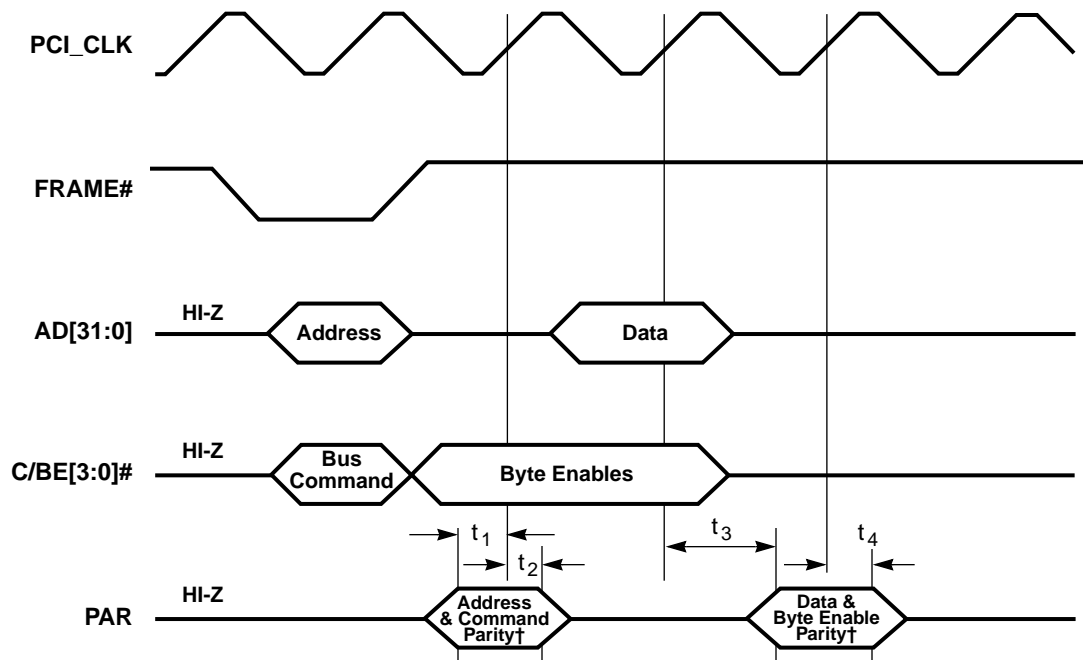 PCI_CLK
FRAME#
AD[31:0]
HI-Z
Address
Data
C/BE[3:0]#
HI-Z
Bus
Command
Byte Enables
t1
t2
t3
t4
PAR
HI-Z
Address
& Command
Parity†
Data &
Byte Enable
Parity†